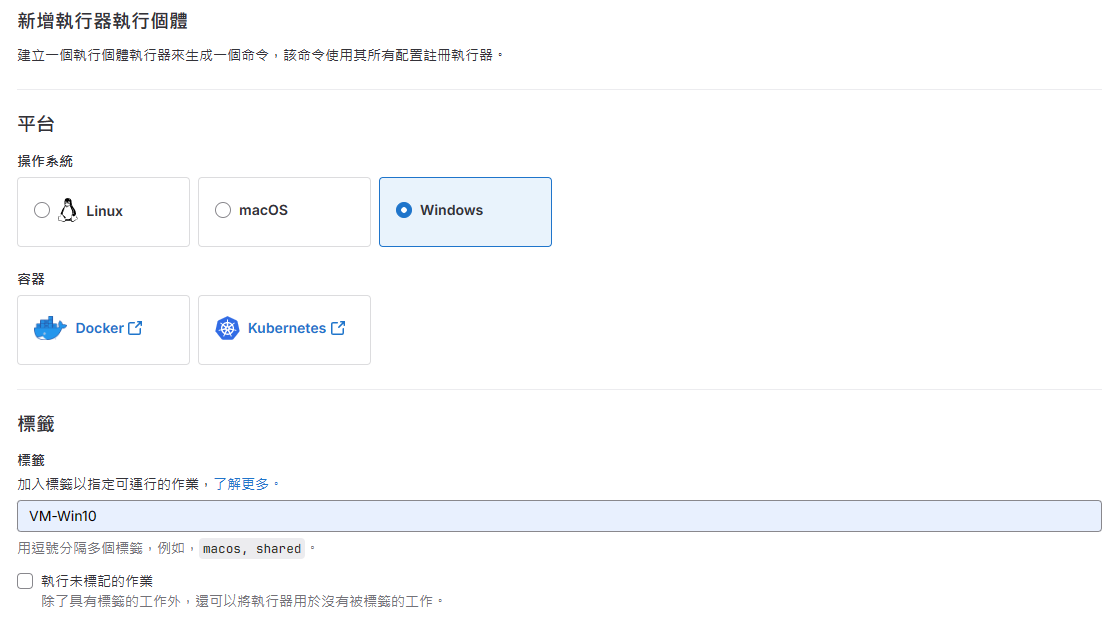 新增執行器執行個體
建立一個執行個體執行器來生成一個命令，該命令使用其所有配置註冊執行器。
平台
操作系統
Linux
macOS
Windows
容器
Docker
Kubernetes
標籤
標籤
加入標籤以指定可運行的作業，了解更多。
VM-Win10
用逗號分隔多個標籤，例如，macos, shared。
執行未標記的作業
除了具有標籤的工作外，還可以將執行器用於沒有被標籤的工作。